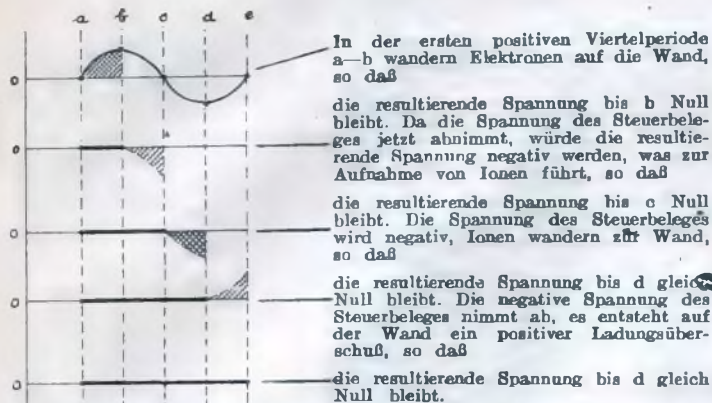 a b c d e
In der ersten positiven Viertelperiode
a—b wandern Elektronen auf die Wand,
so daß
die resultierende Spannung bis b Null
bleibt. Da die Spannung des Steuerbele-
ges jetzt abnimmt, würde die resultie-
rende Spannung negativ werden, was zur
Aufnahme von Ionen führt, so daß
die resultierende Spannung bis c Null
bleibt. Die Spannung des Steuerbeleges
wird negativ, Ionen wandern zur Wand,
so daß
die resultierende Spannung bis d gleich
Null bleibt. Die negative Spannung des
Steuerbeleges nimmt ab, es entsteht auf
der Wand ein positiver Ladungsüber-
schuß, so daß
die resultierende Spannung bis d gleich
Null bleibt.
o
o
o
o
o